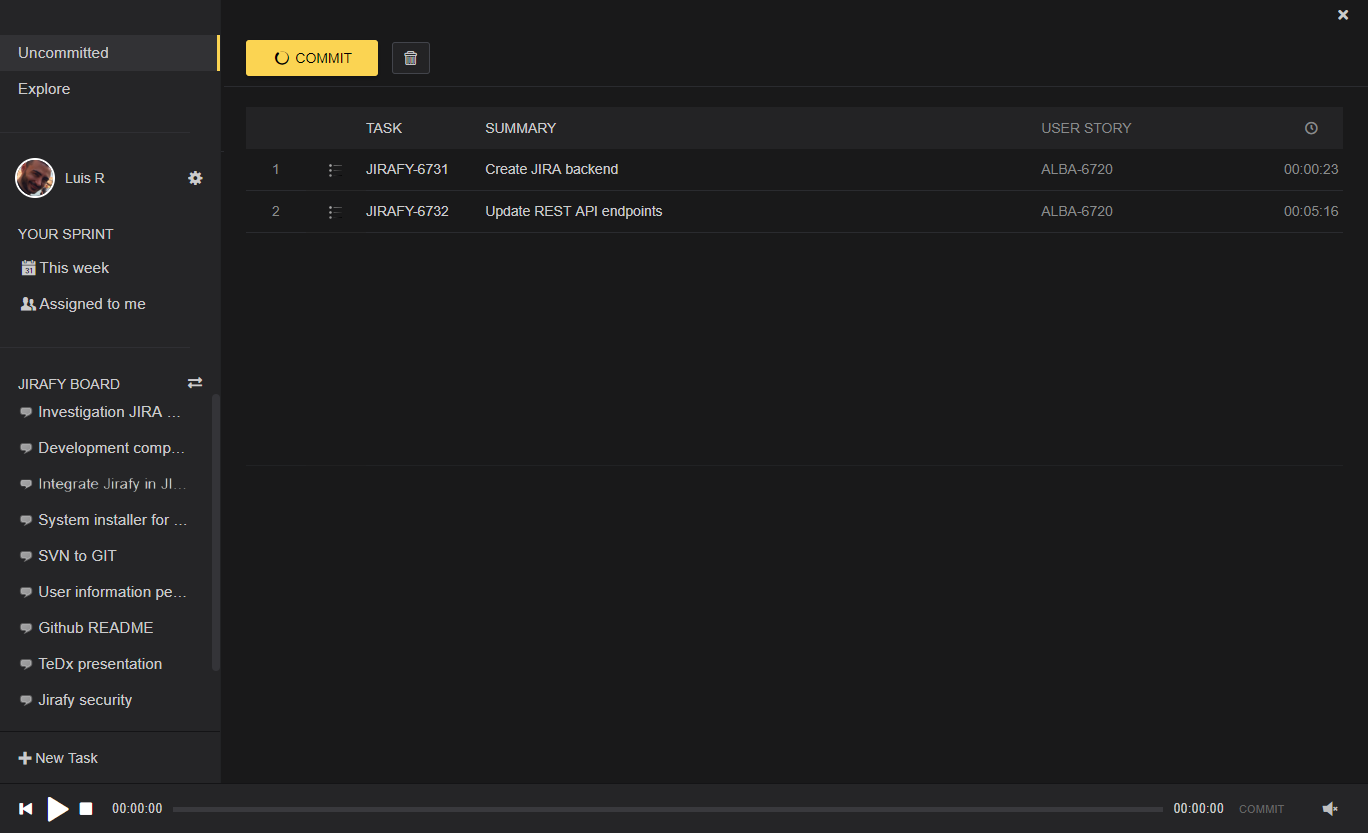 Uncommitted
Explore
Luis R
YOUR SPRINT
31 This week
Assigned to me
JIRAFY BOARD
Investigation JIRA ...
Development comp...
Integrate Jirafy in JI...
System installer for ...
SVN to GIT
User information pe...
Github README
TeDx presentation
Jirafy security
New Task
COMMIT
TASK SUMMARY USER STORY
1 JIRAFY-6731 Create JIRA backend ALBA-6720 00:00:23
2 JIRAFY-6732 Update REST API endpoints ALBA-6720 00:05:16
00:00:00 00:00:00 COMMIT